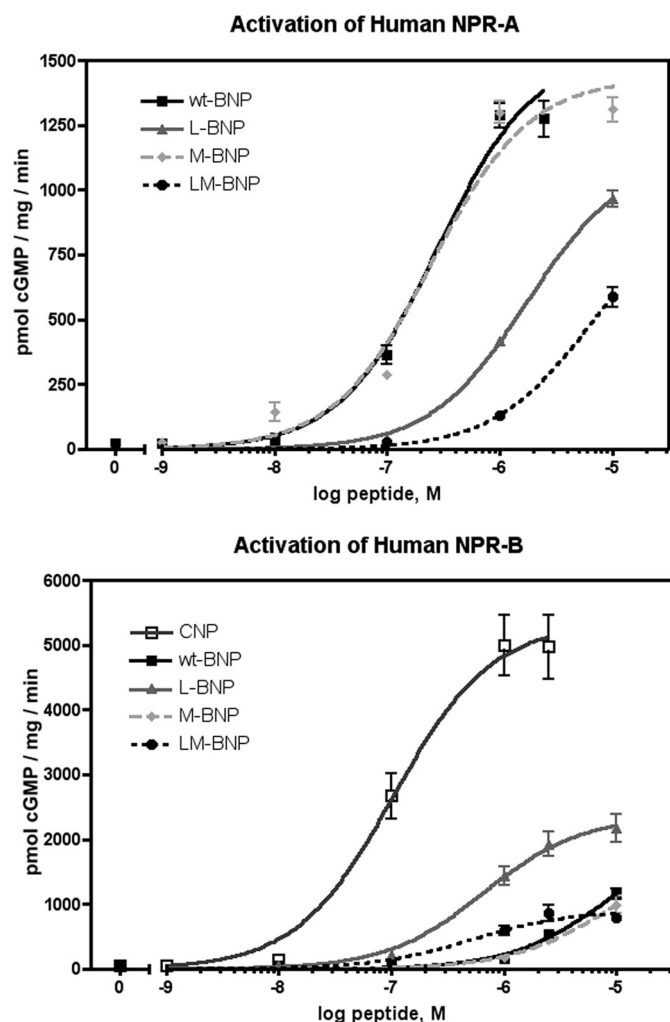 Activation of Human NPR-A
1500
1250
1000
750
500
250
0
pmol cGMP / mg / min
wt-BNP
L-BNP
M-BNP
LM-BNP
0 -9 -8 -7 -6 -5
log peptide, M
Activation of Human NPR-B
6000
5000
4000
3000
2000
1000
0
pmol cGMP / mg / min
CNP
wt-BNP
L-BNP
M-BNP
LM-BNP
0 -9 -8 -7 -6 -5
log peptide, M